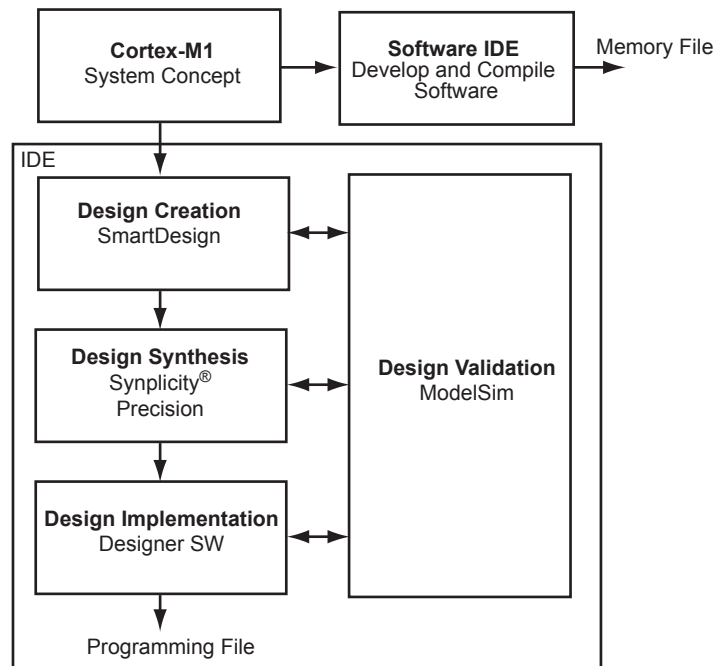 Cortex-M1
System Concept
Software IDE
Develop and Compile
Software
Memory File
IDE
Design Creation
SmartDesign
Design Synthesis
Synplicity®
Precision
Design Validation
ModelSim
Design Implementation
Designer SW
Programming File